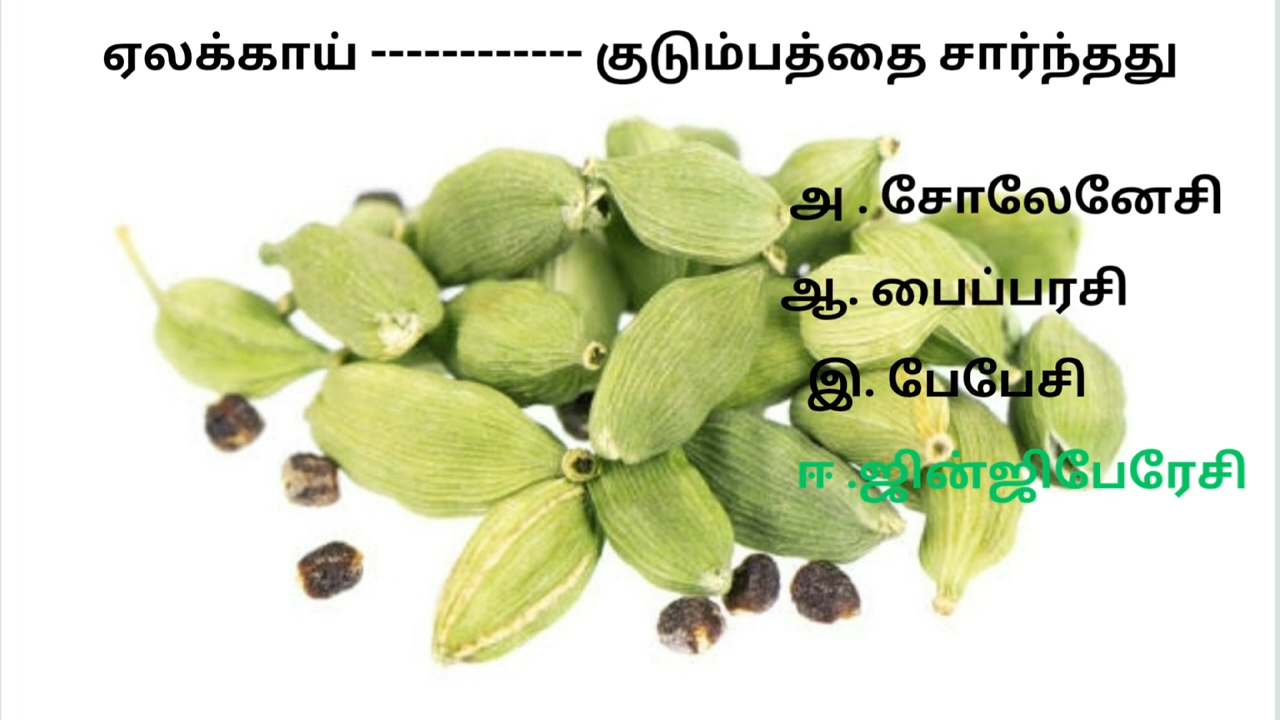 ஏலக்காய் ------------ குடும்பத்தை சார்ந்தது
அ . சோலேனேசி
ஆ. பைப்பரசி
இ. பேபேசி
ஈ .ஜின்ஜிபேரேசி